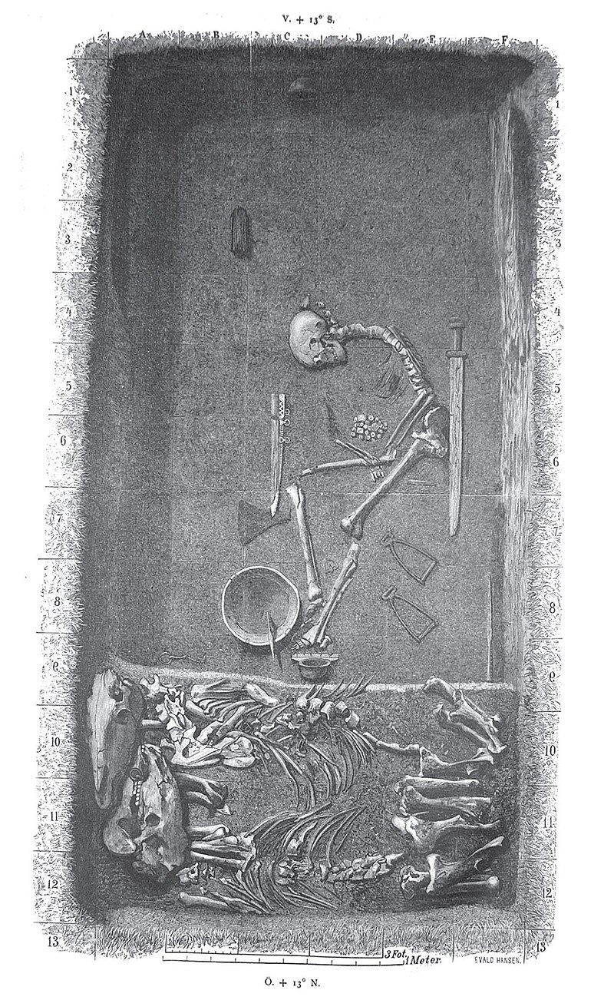 V. + 13° S.
A B C D E F
1 1
2 2
3 3
4 4
5 5
6 6
7 7
8 8
9 9
10 10
11 11
12 12
13 13
3 Fot.
1 Meter.
EVALD HANSEN.
Ö. + 13° N.